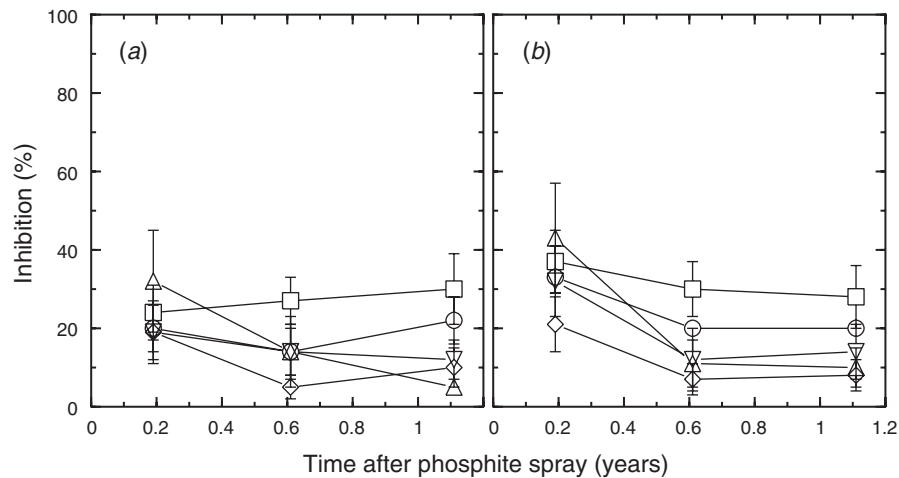 100
80
60
40
20
0
Inhibition (%)
(a)
(b)
0 0.2 0.4 0.6 0.8 1 0 0.2 0.4 0.6 0.8 1 1.2
Time after phosphite spray (years)